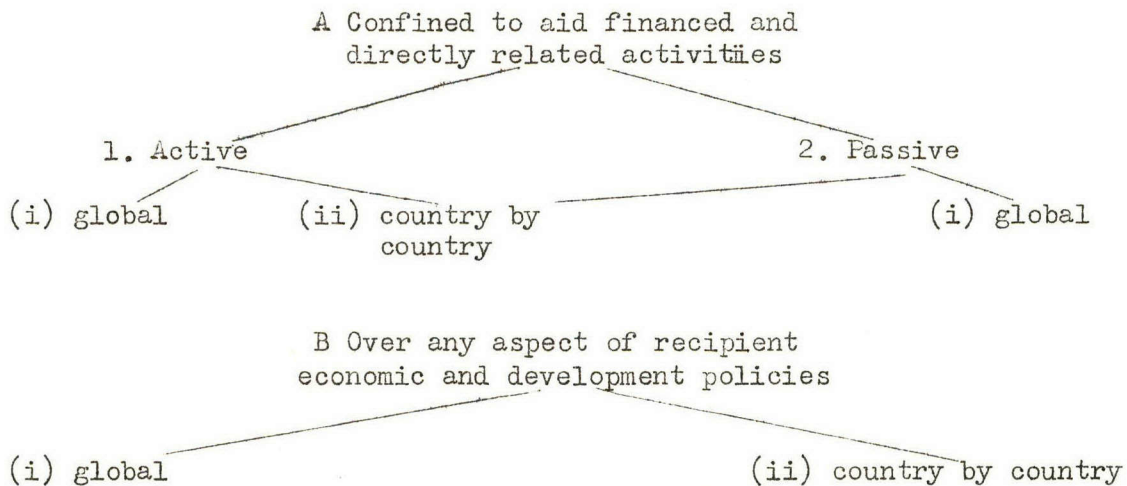 A Confined to aid financed and
directly related activities
1. Active
2. Passive
(i) global
(ii) country by
country
(i) global
B Over any aspect of recipient
economic and development policies
(i) global
(ii) country by country